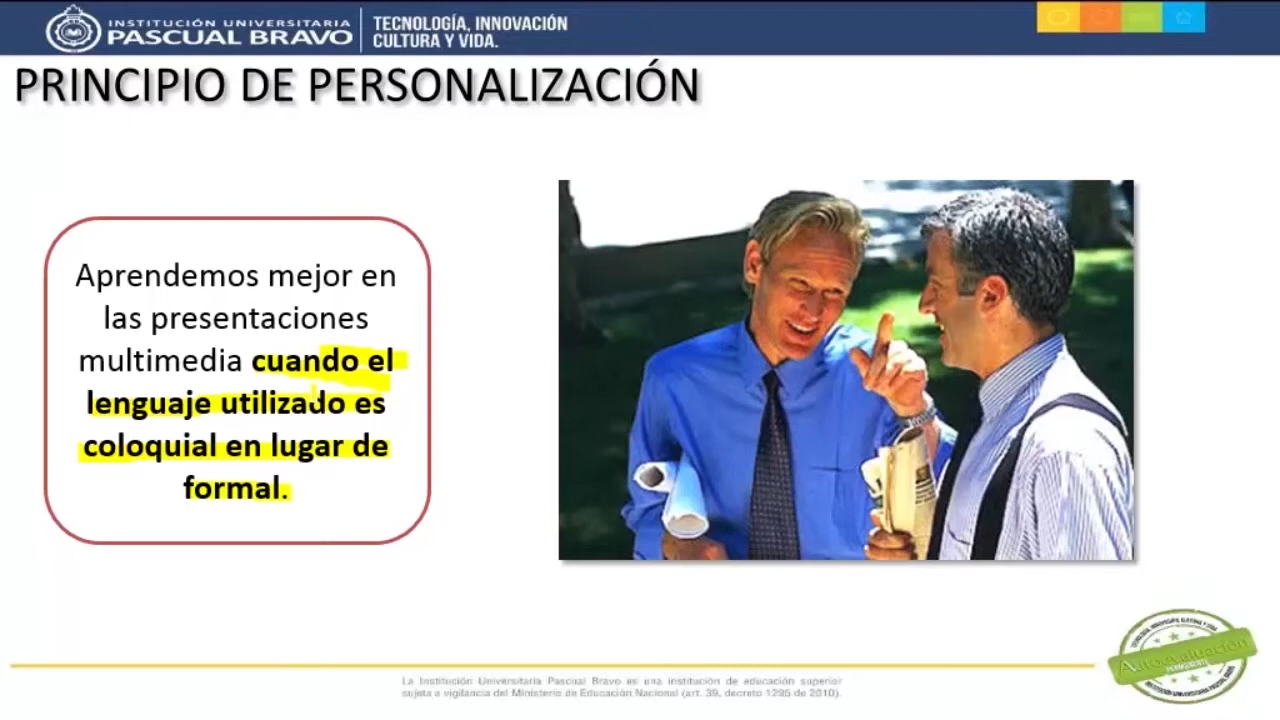 INSTITUCIÓN UNIVERSITARIA
PASCUAL BRAVO
TECNOLOGÍA, INNOVACIÓN
CULTURA Y VIDA.
PRINCIPIO DE PERSONALIZACIÓN
Aprendemos mejor en
las presentaciones
multimedia cuando el
lenguaje utilizado es
coloquial en lugar de
formal.
Autoevaluación
La Institución Universitaria Pascual Bravo es una institución de educación superior
sujeta a vigilancia del Ministerio de Educación Nacional (art. 39, decreto 1295 de 2010).